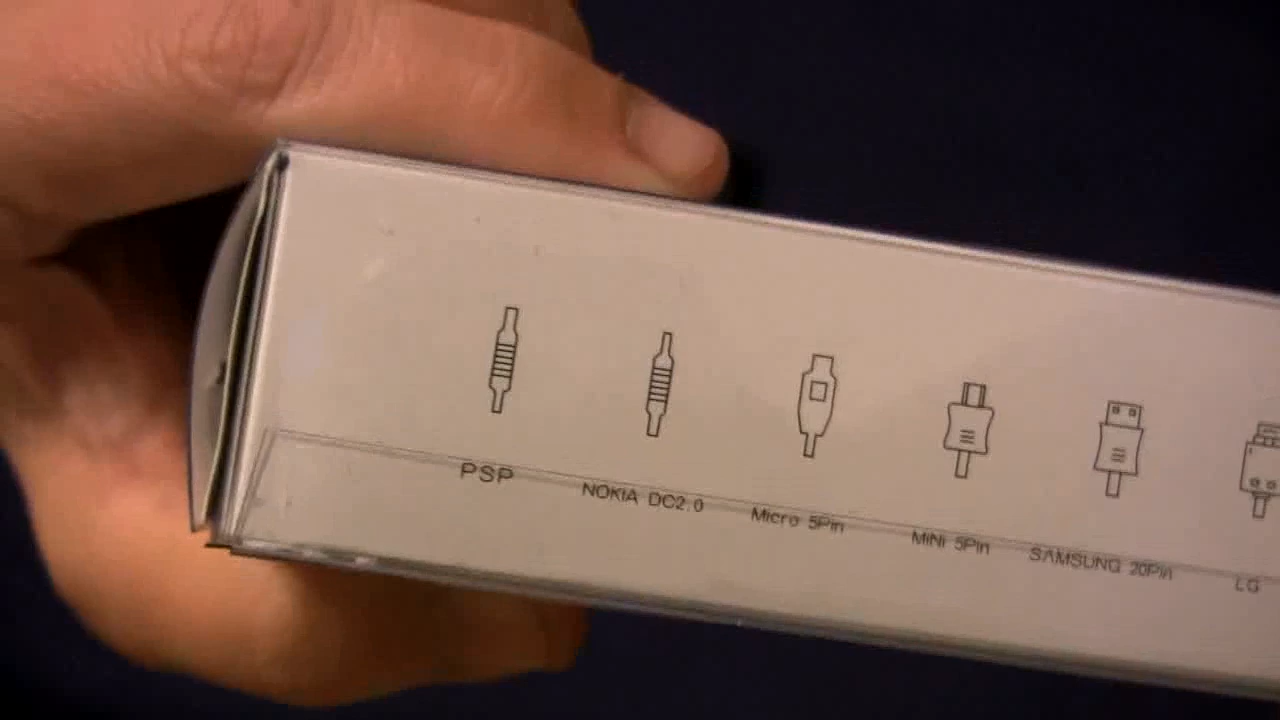 PSP
NOKIA DC2.0
Micro 5Pin
MiNi 5Pin
SAMSUNG 20Pin
LG